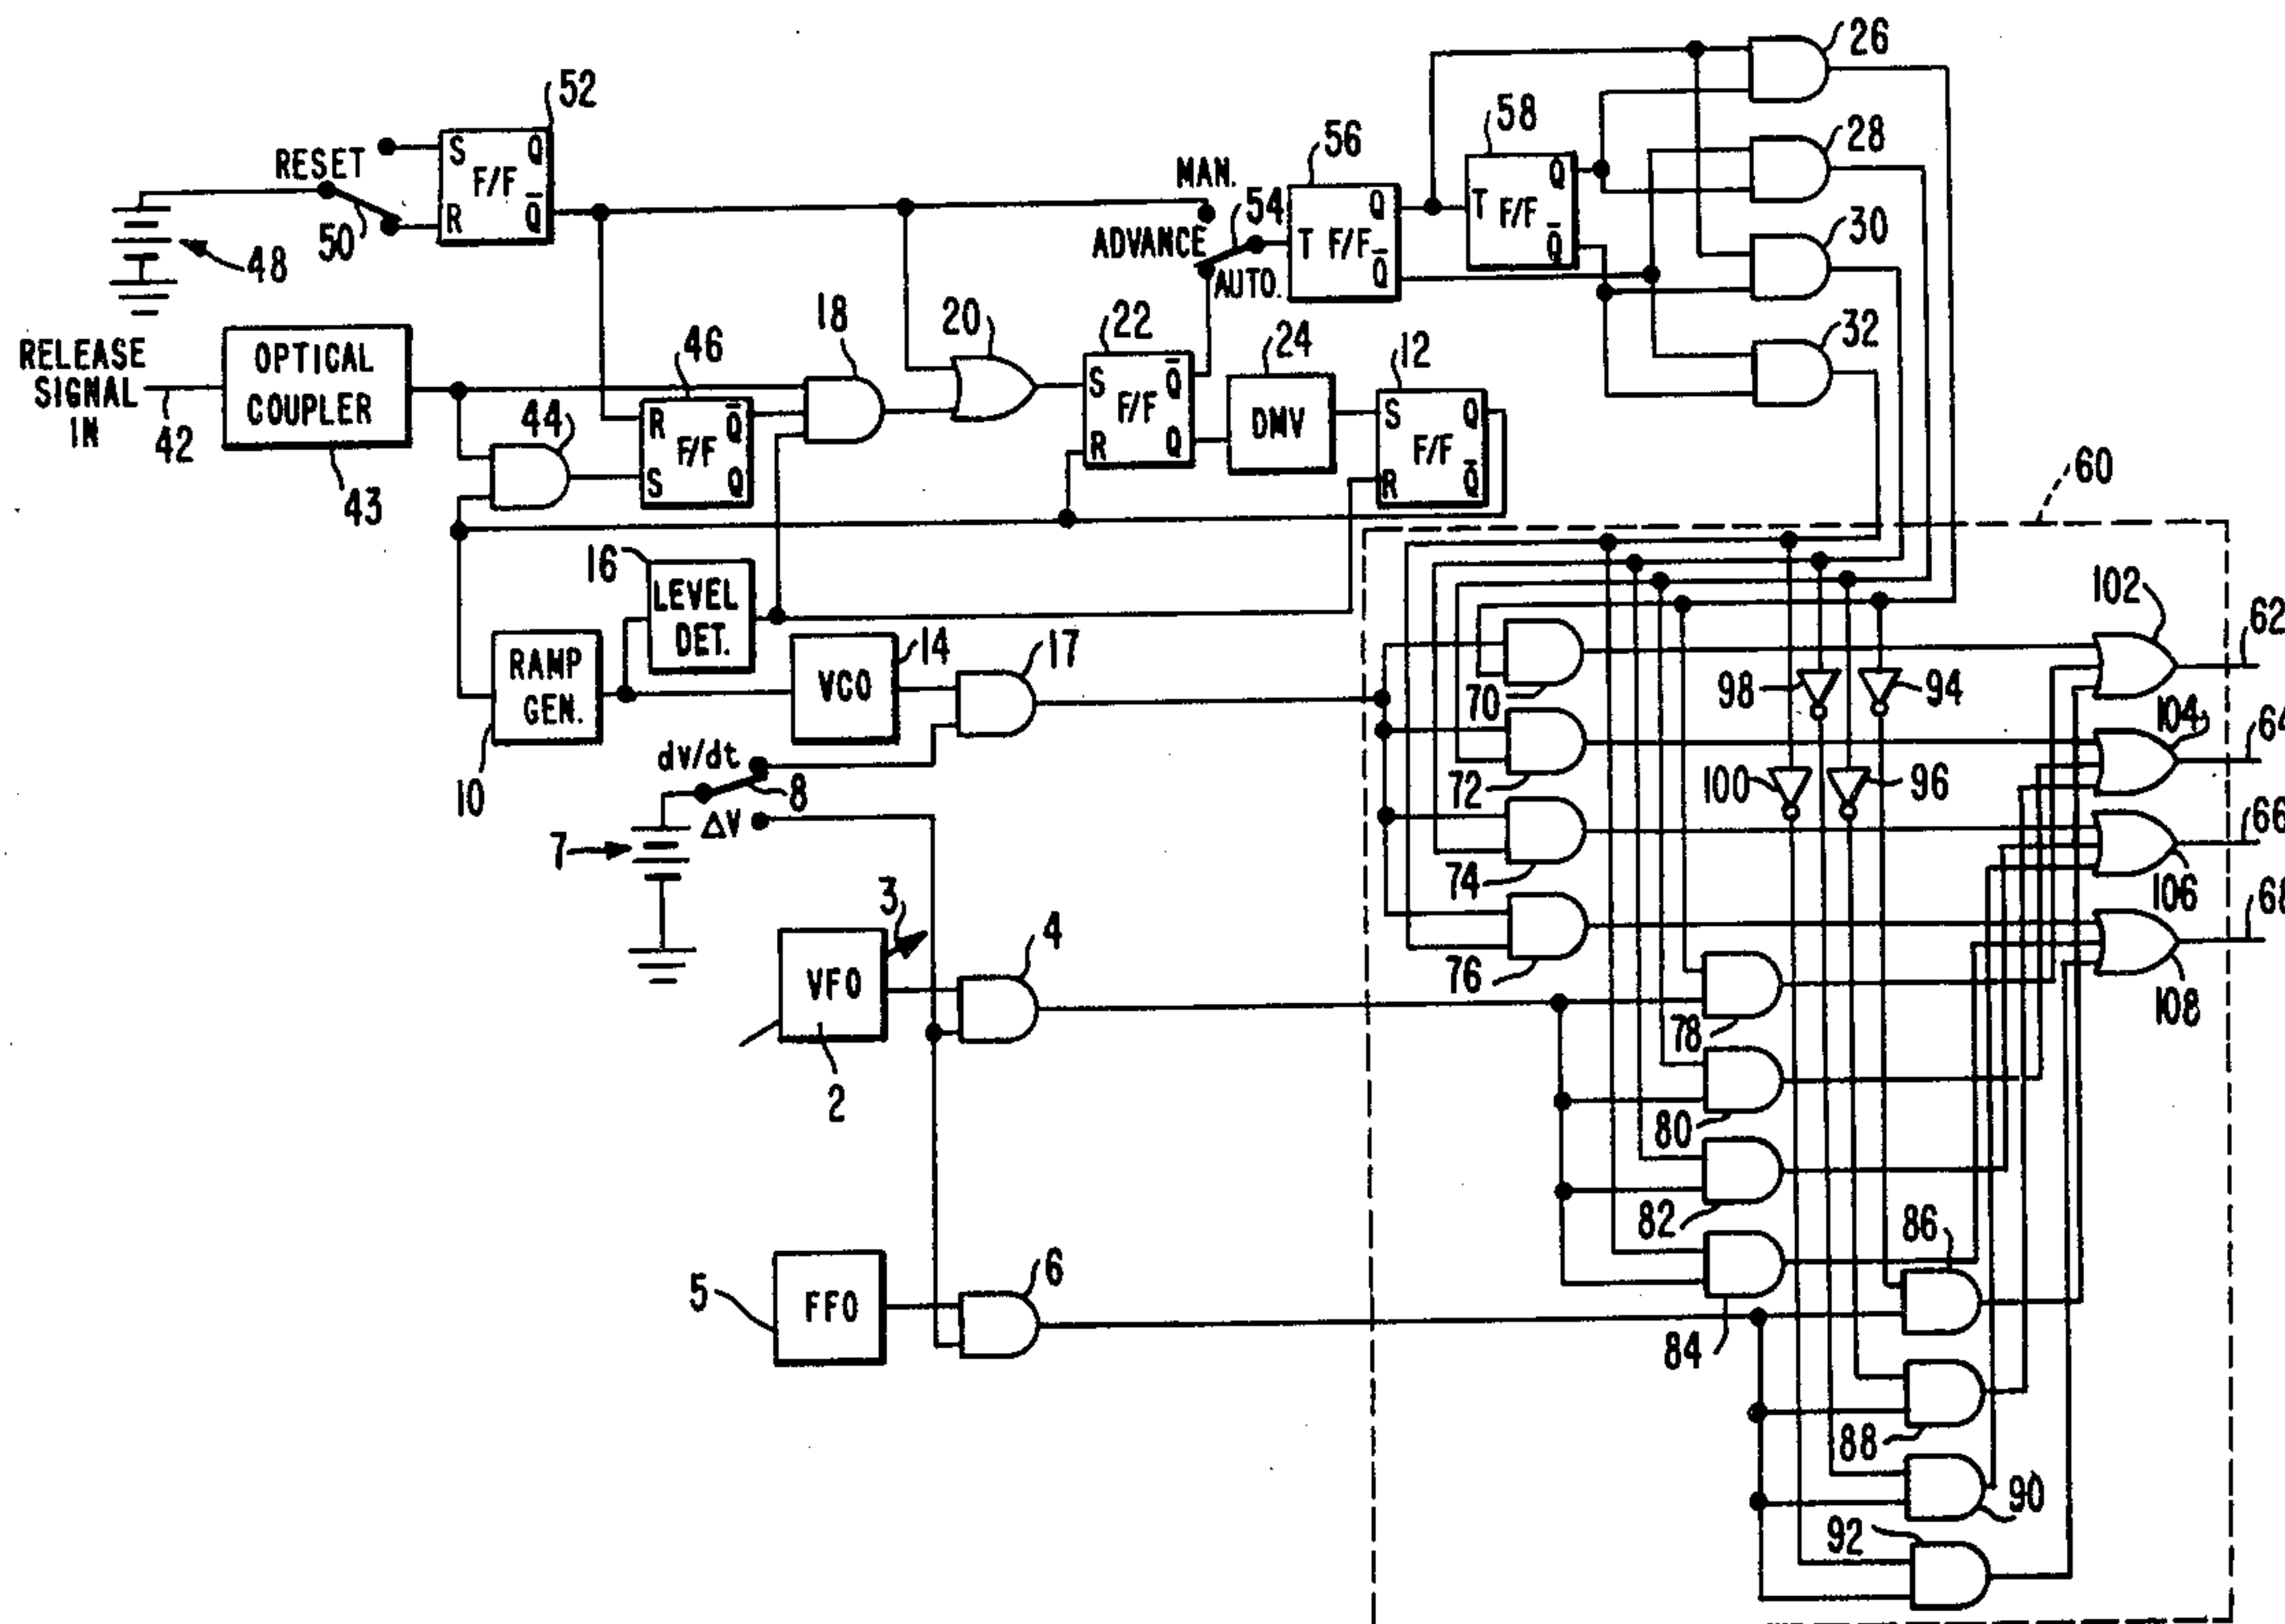 26
52
S Q
F/F
R Q̄
RESET
50
48
MAN.
ADVANCE
AUTO.
54
56
Q
T F/F
Q̄
58
Q
T F/F
Q̄
28
30
32
RELEASE
SIGNAL
IN
42
OPTICAL
COUPLER
43
44
46
R Q̄
F/F
S Q
18
20
22
S Q̄
F/F
R Q
24
DMV
12
S Q
F/F
R Q̄
60
16
LEVEL
DET.
RAMP
GEN.
10
VCO
14
17
dv/dt
8
ΔV
7
3
VFO
2
4
5
FFO
6
70
72
74
76
78
80
82
84
86
88
90
92
98
94
100
96
102
62
104
64
106
66
108
68